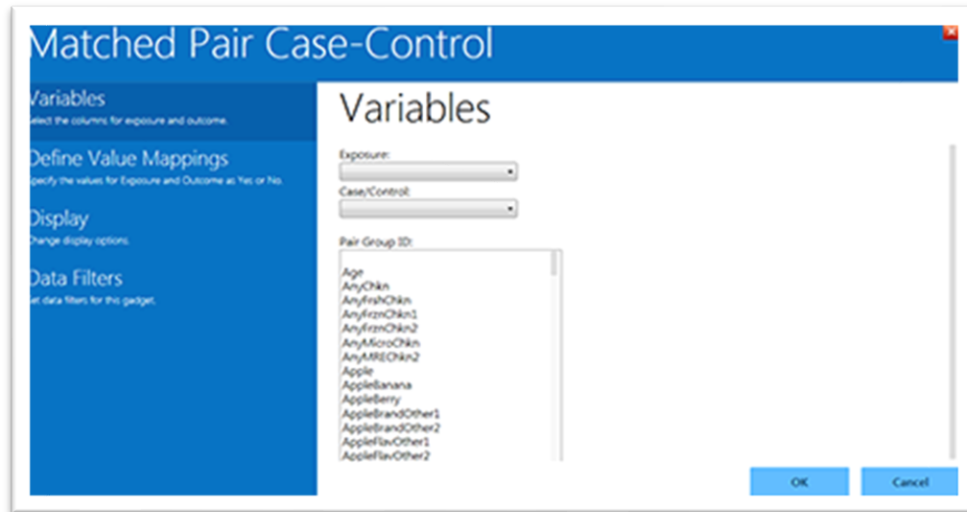 Matched Pair Case-Control
Variables
Select the columns for exposure and outcome.
Define Value Mappings
Specify the values for Exposure and Outcome as Yes or No.
Display
Change display options.
Data Filters
Set data filters for this gadget.
Variables
Exposure:
Case/Control:
Pair Group ID:
Age
AnyChkn
AnyFrshChkn
AnyFrznChkn1
AnyFrznChkn2
AnyMicroChkn
AnyMREChkn2
Apple
AppleBanana
AppleBerry
AppleBrandOther1
AppleBrandOther2
AppleFlavOther1
AppleFlavOther2
OK
Cancel